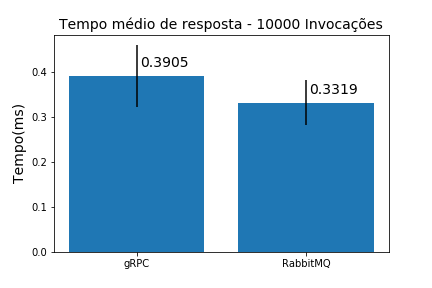 Tempo médio de resposta - 10000 Invocações
Tempo(ms)
0.4
0.3
0.2
0.1
0.0
0.3905
0.3319
gRPC
RabbitMQ